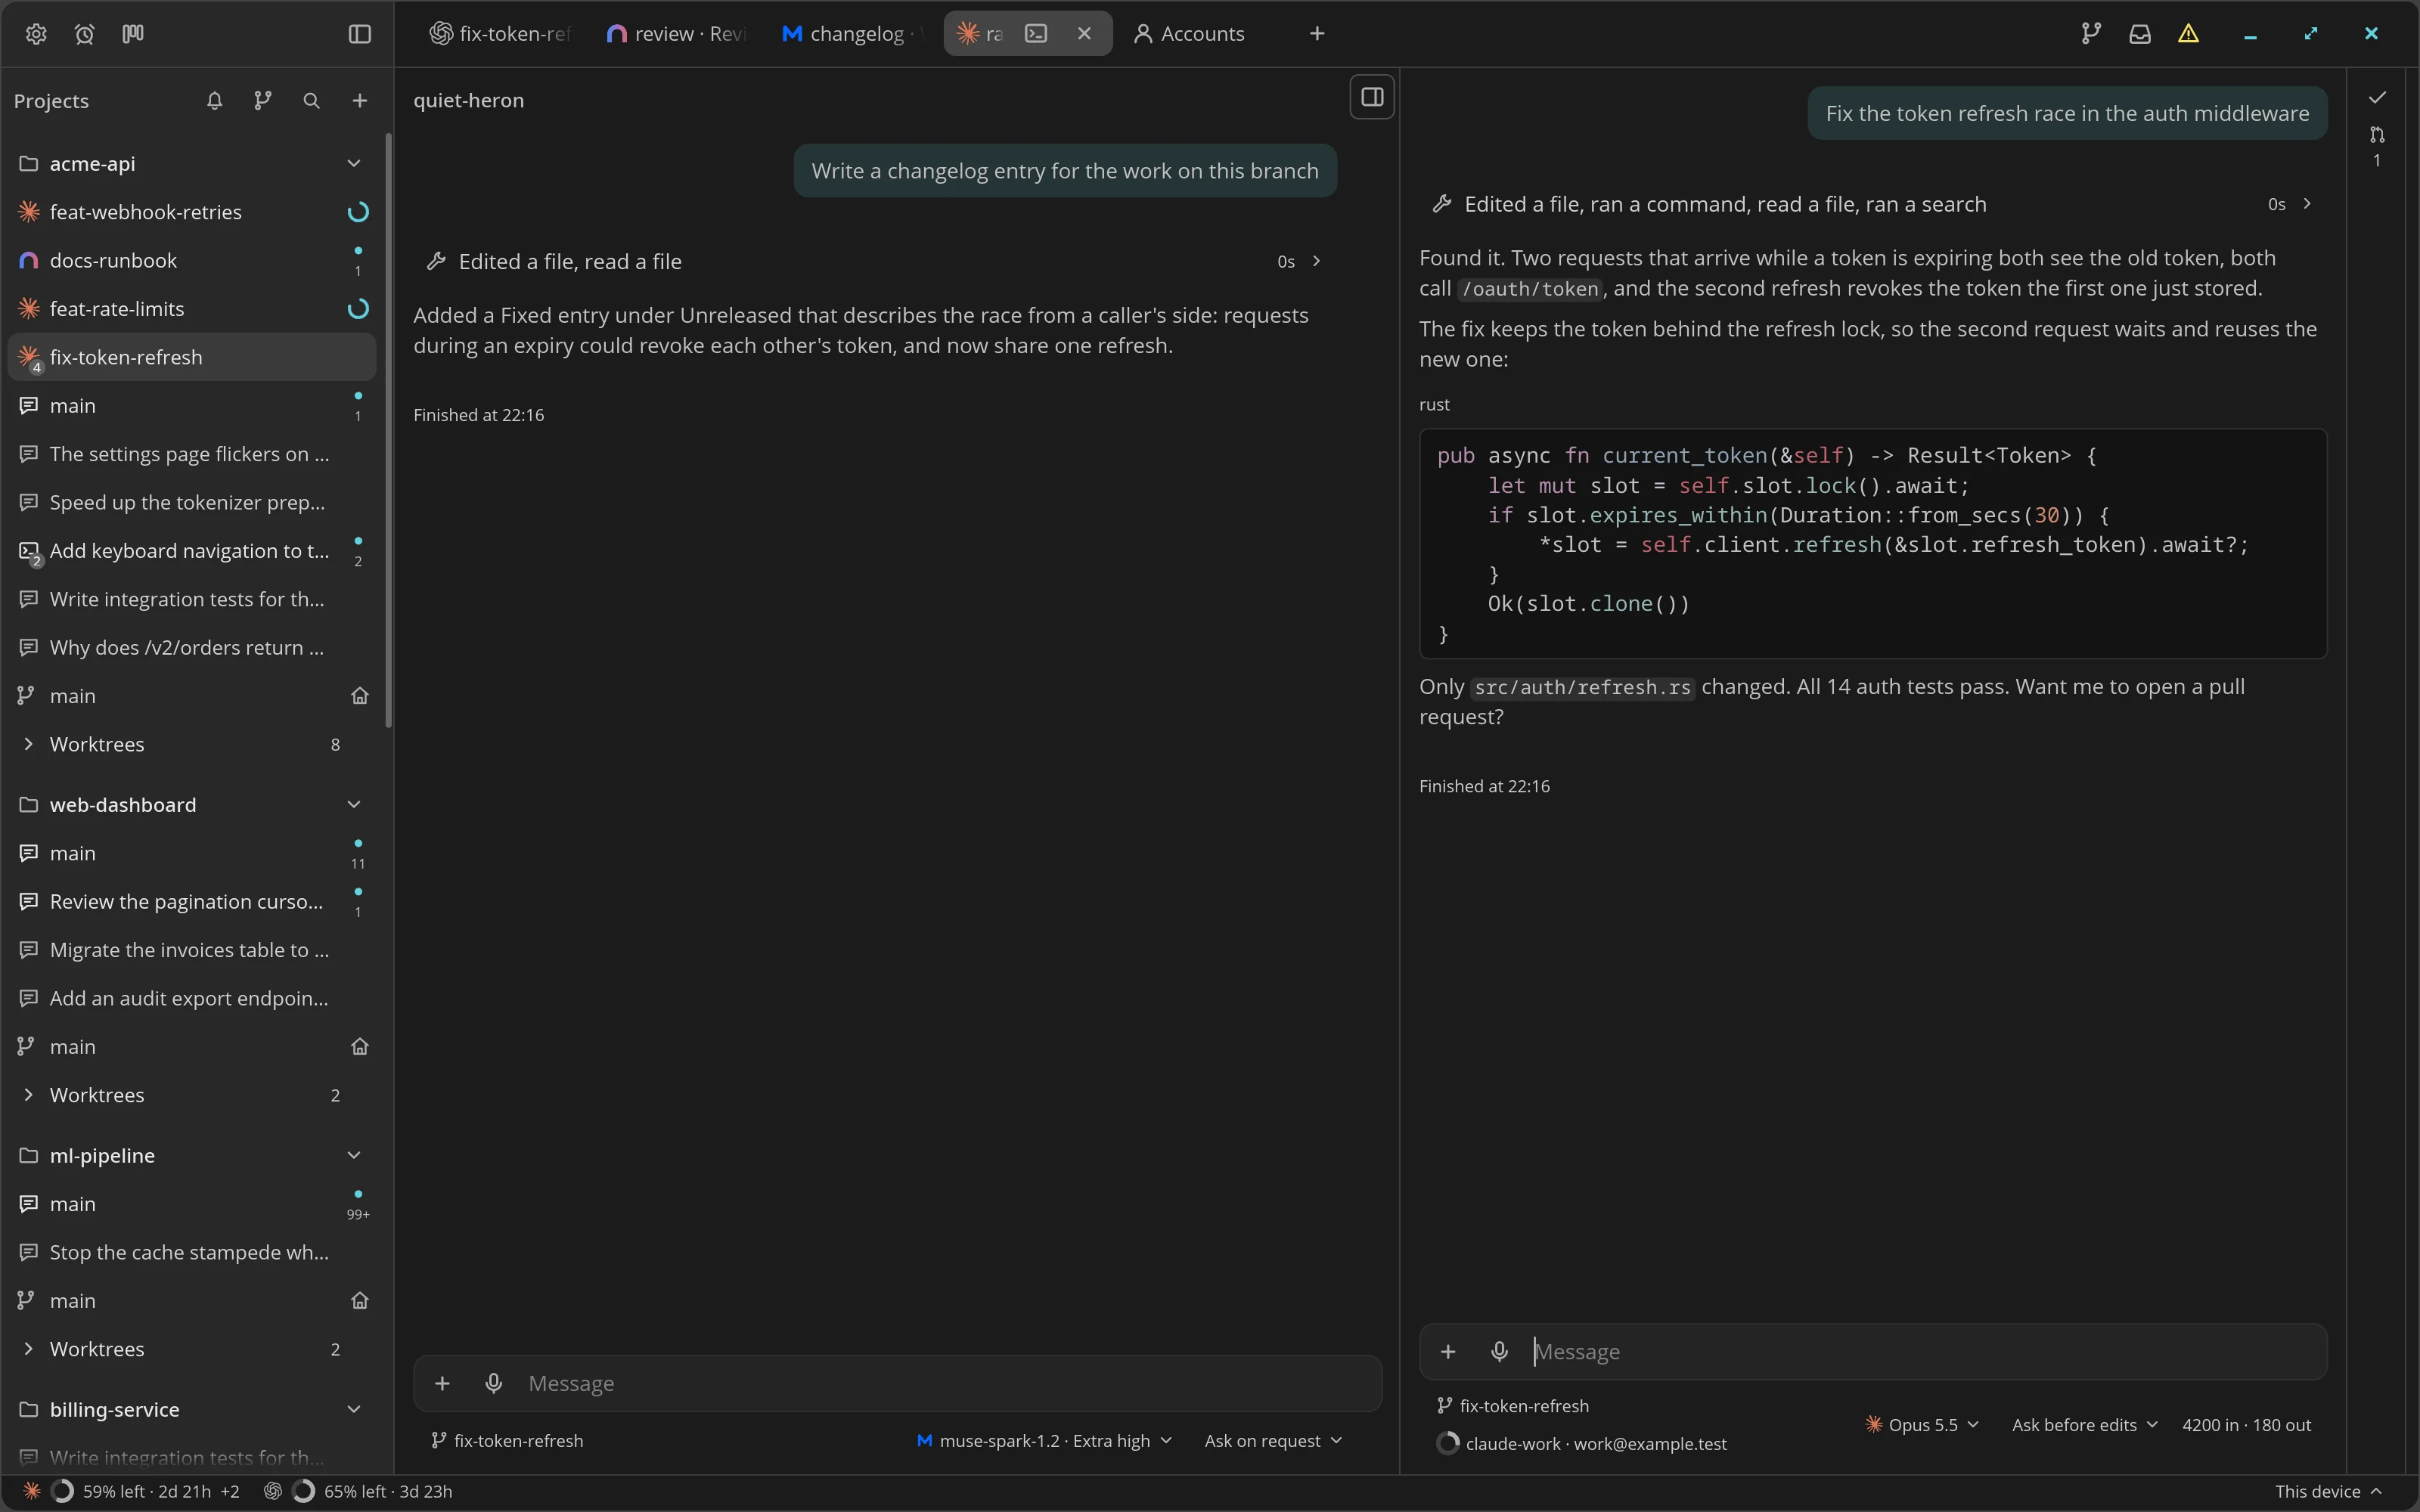 fix-token-ref
review · Revi
changelog ·
ra
Accounts
Projects
acme-api
feat-webhook-retries
docs-runbook
1
feat-rate-limits
4
fix-token-refresh
main
1
The settings page flickers on ...
Speed up the tokenizer prep...
2
Add keyboard navigation to t...
2
Write integration tests for th...
Why does /v2/orders return ...
main
Worktrees
8
web-dashboard
main
11
Review the pagination curso...
1
Migrate the invoices table to ...
Add an audit export endpoin...
main
Worktrees
2
ml-pipeline
main
99+
Stop the cache stampede wh...
main
Worktrees
2
billing-service
Write integration tests for th...
quiet-heron
Write a changelog entry for the work on this branch
Edited a file, read a file
0s
Added a Fixed entry under Unreleased that describes the race from a caller's side: requests
during an expiry could revoke each other's token, and now share one refresh.
Finished at 22:16
Message
fix-token-refresh
muse-spark-1.2 · Extra high
Ask on request
Fix the token refresh race in the auth middleware
Edited a file, ran a command, read a file, ran a search
0s
Found it. Two requests that arrive while a token is expiring both see the old token, both
call /oauth/token, and the second refresh revokes the token the first one just stored.
The fix keeps the token behind the refresh lock, so the second request waits and reuses the
new one:
rust
pub async fn current_token(&self) -> Result<Token> {
let mut slot = self.slot.lock().await;
if slot.expires_within(Duration::from_secs(30)) {
*slot = self.client.refresh(&slot.refresh_token).await?;
}
Ok(slot.clone())
}
Only src/auth/refresh.rs changed. All 14 auth tests pass. Want me to open a pull
request?
Finished at 22:16
Message
fix-token-refresh
claude-work · work@example.test
Opus 5.5
Ask before edits
4200 in · 180 out
1
59% left · 2d 21h +2
65% left · 3d 23h
This device